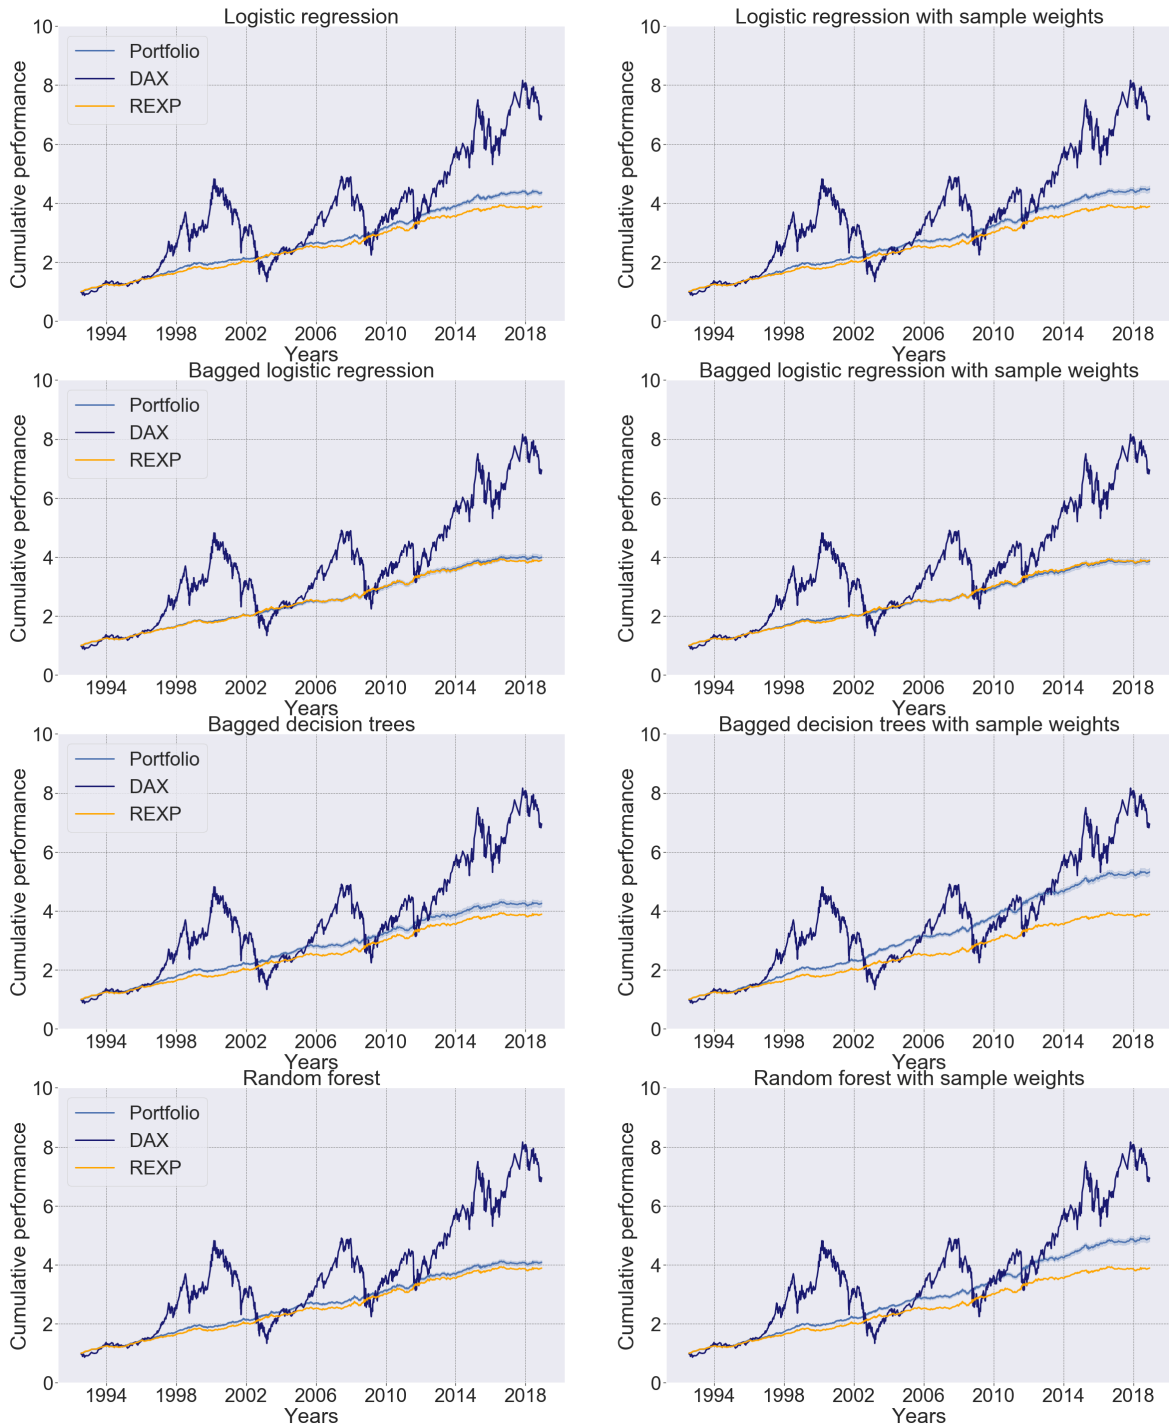 Logistic regression
10
8
6
4
2
0
Cumulative performance
Portfolio
DAX
REXP
1994 1998 2002 2006 2010 2014 2018
Years
Logistic regression with sample weights
10
8
6
4
2
0
Cumulative performance
1994 1998 2002 2006 2010 2014 2018
Years
Bagged logistic regression
10
8
6
4
2
0
Cumulative performance
Portfolio
DAX
REXP
1994 1998 2002 2006 2010 2014 2018
Years
Bagged logistic regression with sample weights
10
8
6
4
2
0
Cumulative performance
1994 1998 2002 2006 2010 2014 2018
Years
Bagged decision trees
10
8
6
4
2
0
Cumulative performance
Portfolio
DAX
REXP
1994 1998 2002 2006 2010 2014 2018
Years
Bagged decision trees with sample weights
10
8
6
4
2
0
Cumulative performance
1994 1998 2002 2006 2010 2014 2018
Years
Random forest
10
8
6
4
2
0
Cumulative performance
Portfolio
DAX
REXP
1994 1998 2002 2006 2010 2014 2018
Years
Random forest with sample weights
10
8
6
4
2
0
Cumulative performance
1994 1998 2002 2006 2010 2014 2018
Years